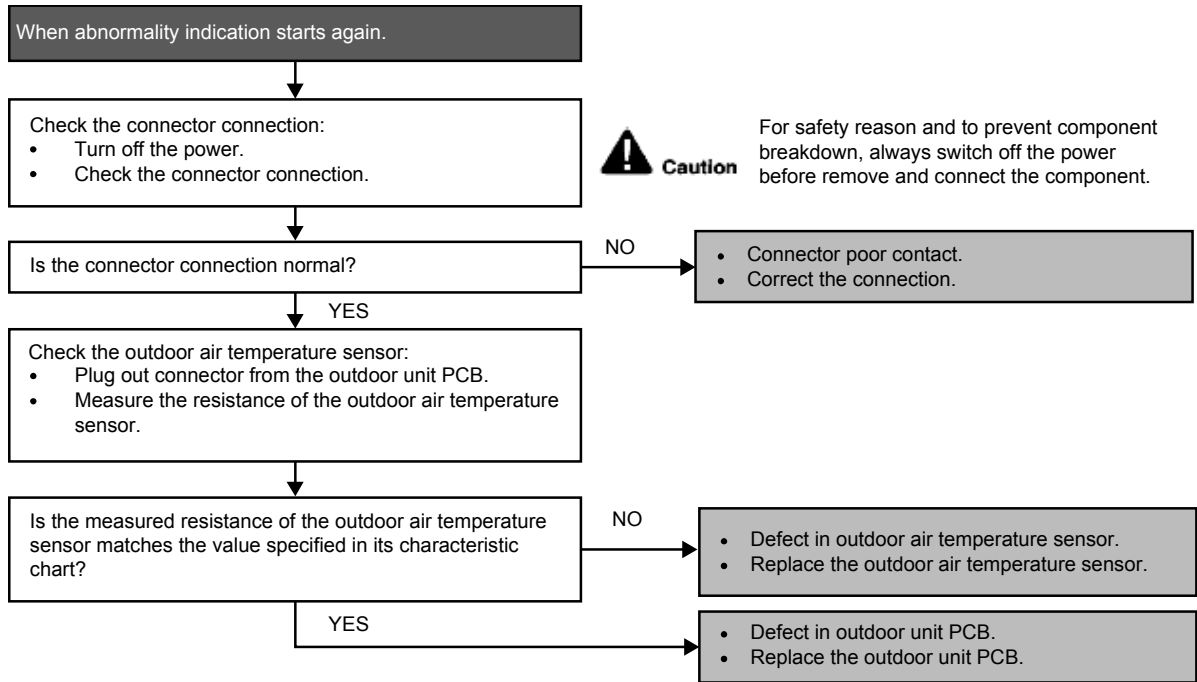 When abnormality indication starts again.
Check the connector connection:
• Turn off the power.
• Check the connector connection.
Caution
For safety reason and to prevent component
breakdown, always switch off the power
before remove and connect the component.
Is the connector connection normal?
NO
• Connector poor contact.
• Correct the connection.
YES
Check the outdoor air temperature sensor:
• Plug out connector from the outdoor unit PCB.
• Measure the resistance of the outdoor air temperature
sensor.
Is the measured resistance of the outdoor air temperature
sensor matches the value specified in its characteristic
chart?
NO
• Defect in outdoor air temperature sensor.
• Replace the outdoor air temperature sensor.
YES
• Defect in outdoor unit PCB.
• Replace the outdoor unit PCB.